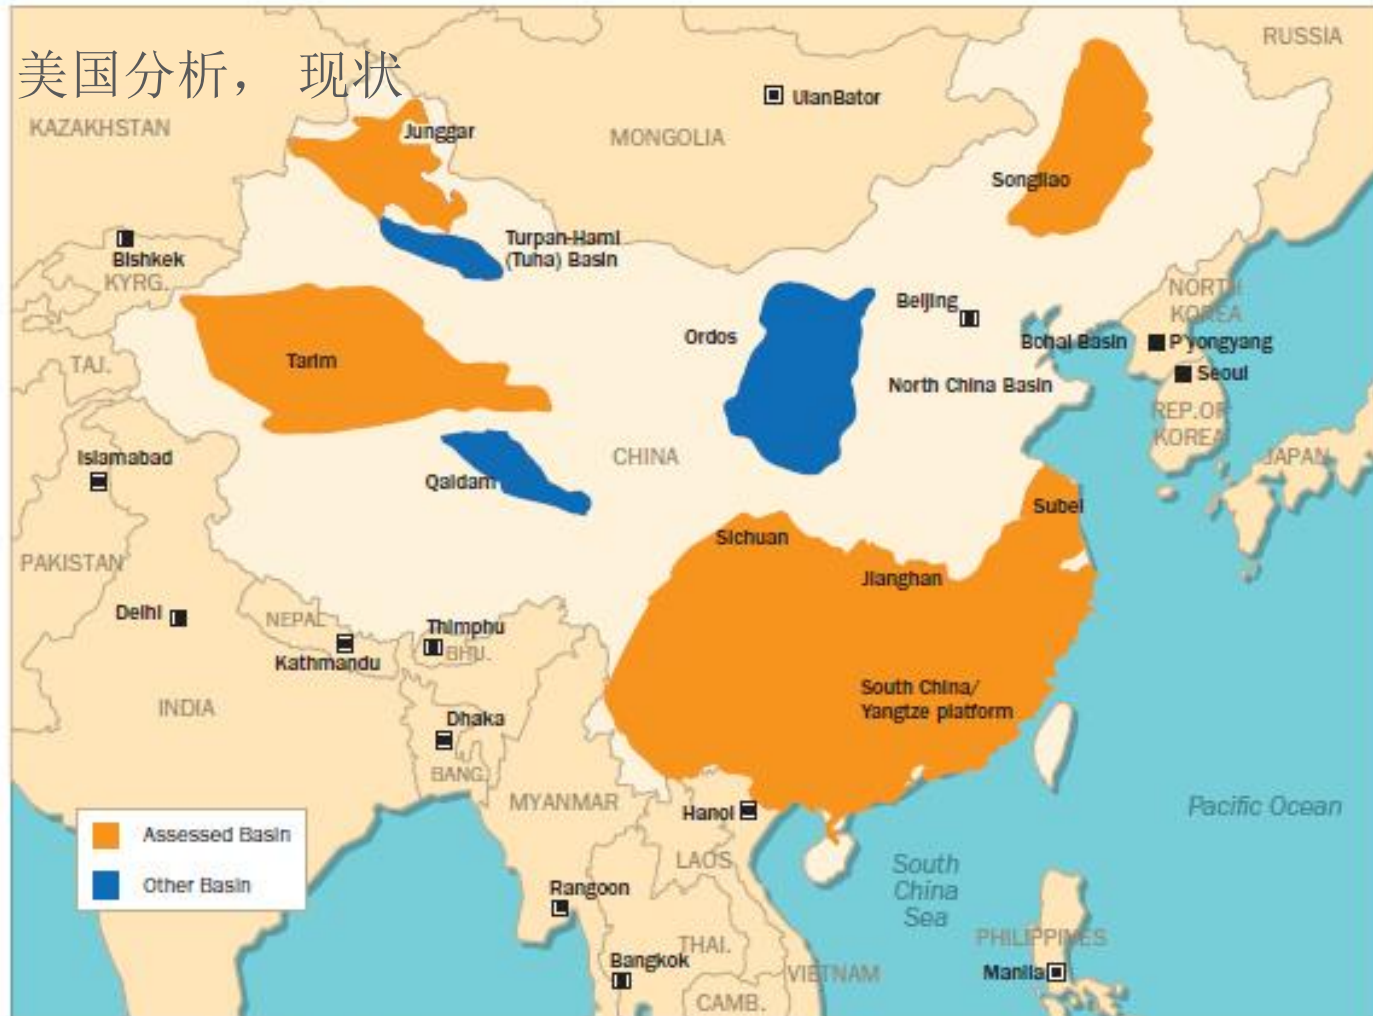 美国分析， 现状
RUSSIA
KAZAKHSTAN
UlanBator
Junggar
MONGOLIA
Songliao
Bishkek
KYRG.
Turpan-Hami
(Tuha) Basin
NORTH
KOREA
Beijing
Ordos
Bohai Basin
P'yongyang
Tarim
TAJ.
Seoul
North China Basin
REP.OF
KOREA
JAPAN
Islamabad
CHINA
Qaidam
Subei
Sichuan
PAKISTAN
Jianghan
Delhi
NEPAL
Thimphu
BHU.
Kathmandu
South China/
Yangtze platform
INDIA
Dhaka
BANG.
MYANMAR
Hanoi
Pacific Ocean
Assessed Basin
Other Basin
LAOS
South
China
Sea
Rangoon
THAI.
PHILIPPINES
Bangkok
VIETNAM
Manila
CAMB.